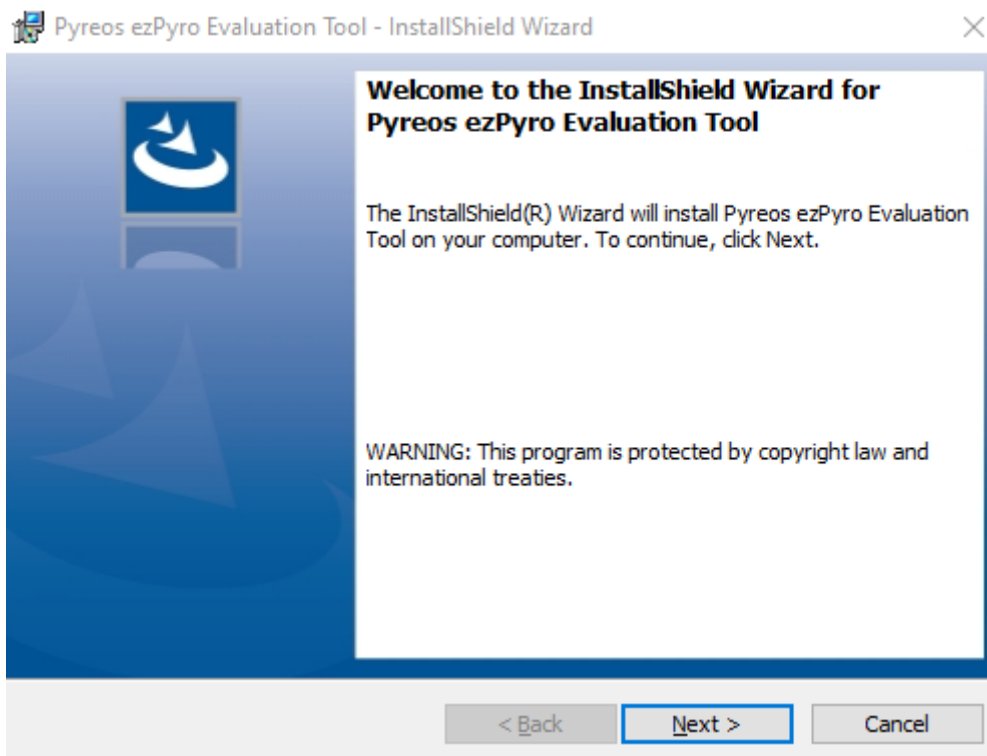 Pyreos ezPyro Evaluation Tool - InstallShield Wizard
Welcome to the InstallShield Wizard for
Pyreos ezPyro Evaluation Tool
The InstallShield(R) Wizard will install Pyreos ezPyro Evaluation
Tool on your computer. To continue, click Next.
WARNING: This program is protected by copyright law and
international treaties.
< Back
Next >
Cancel